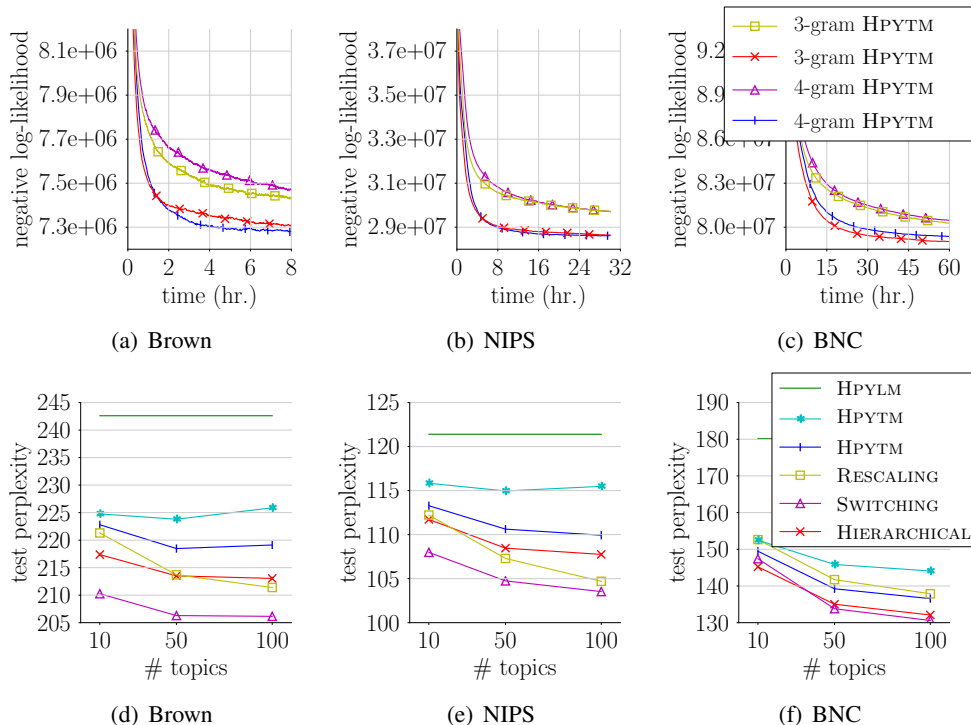 negative log-likelihood
8.1e+06
7.9e+06
7.7e+06
7.5e+06
7.3e+06
0 2 4 6 8
time (hr.)
(a) Brown
negative log-likelihood
3.7e+07
3.5e+07
3.3e+07
3.1e+07
2.9e+07
0 8 16 24 32
time (hr.)
(b) NIPS
negative log-likelihood
9.2e+07
8.9e+07
8.6e+07
8.3e+07
8.0e+07
0 15 30 45 60
time (hr.)
(c) BNC
3-gram HPYTM
3-gram HPYTM
4-gram HPYTM
4-gram HPYTM
test perplexity
245
240
235
230
225
220
215
210
205
10 50 100
# topics
(d) Brown
test perplexity
125
120
115
110
105
100
10 50 100
# topics
(e) NIPS
test perplexity
190
180
170
160
150
140
130
10 50 100
# topics
(f) BNC
HPYLM
HPYTM
HPYTM
RESCALING
SWITCHING
HIERARCHICAL